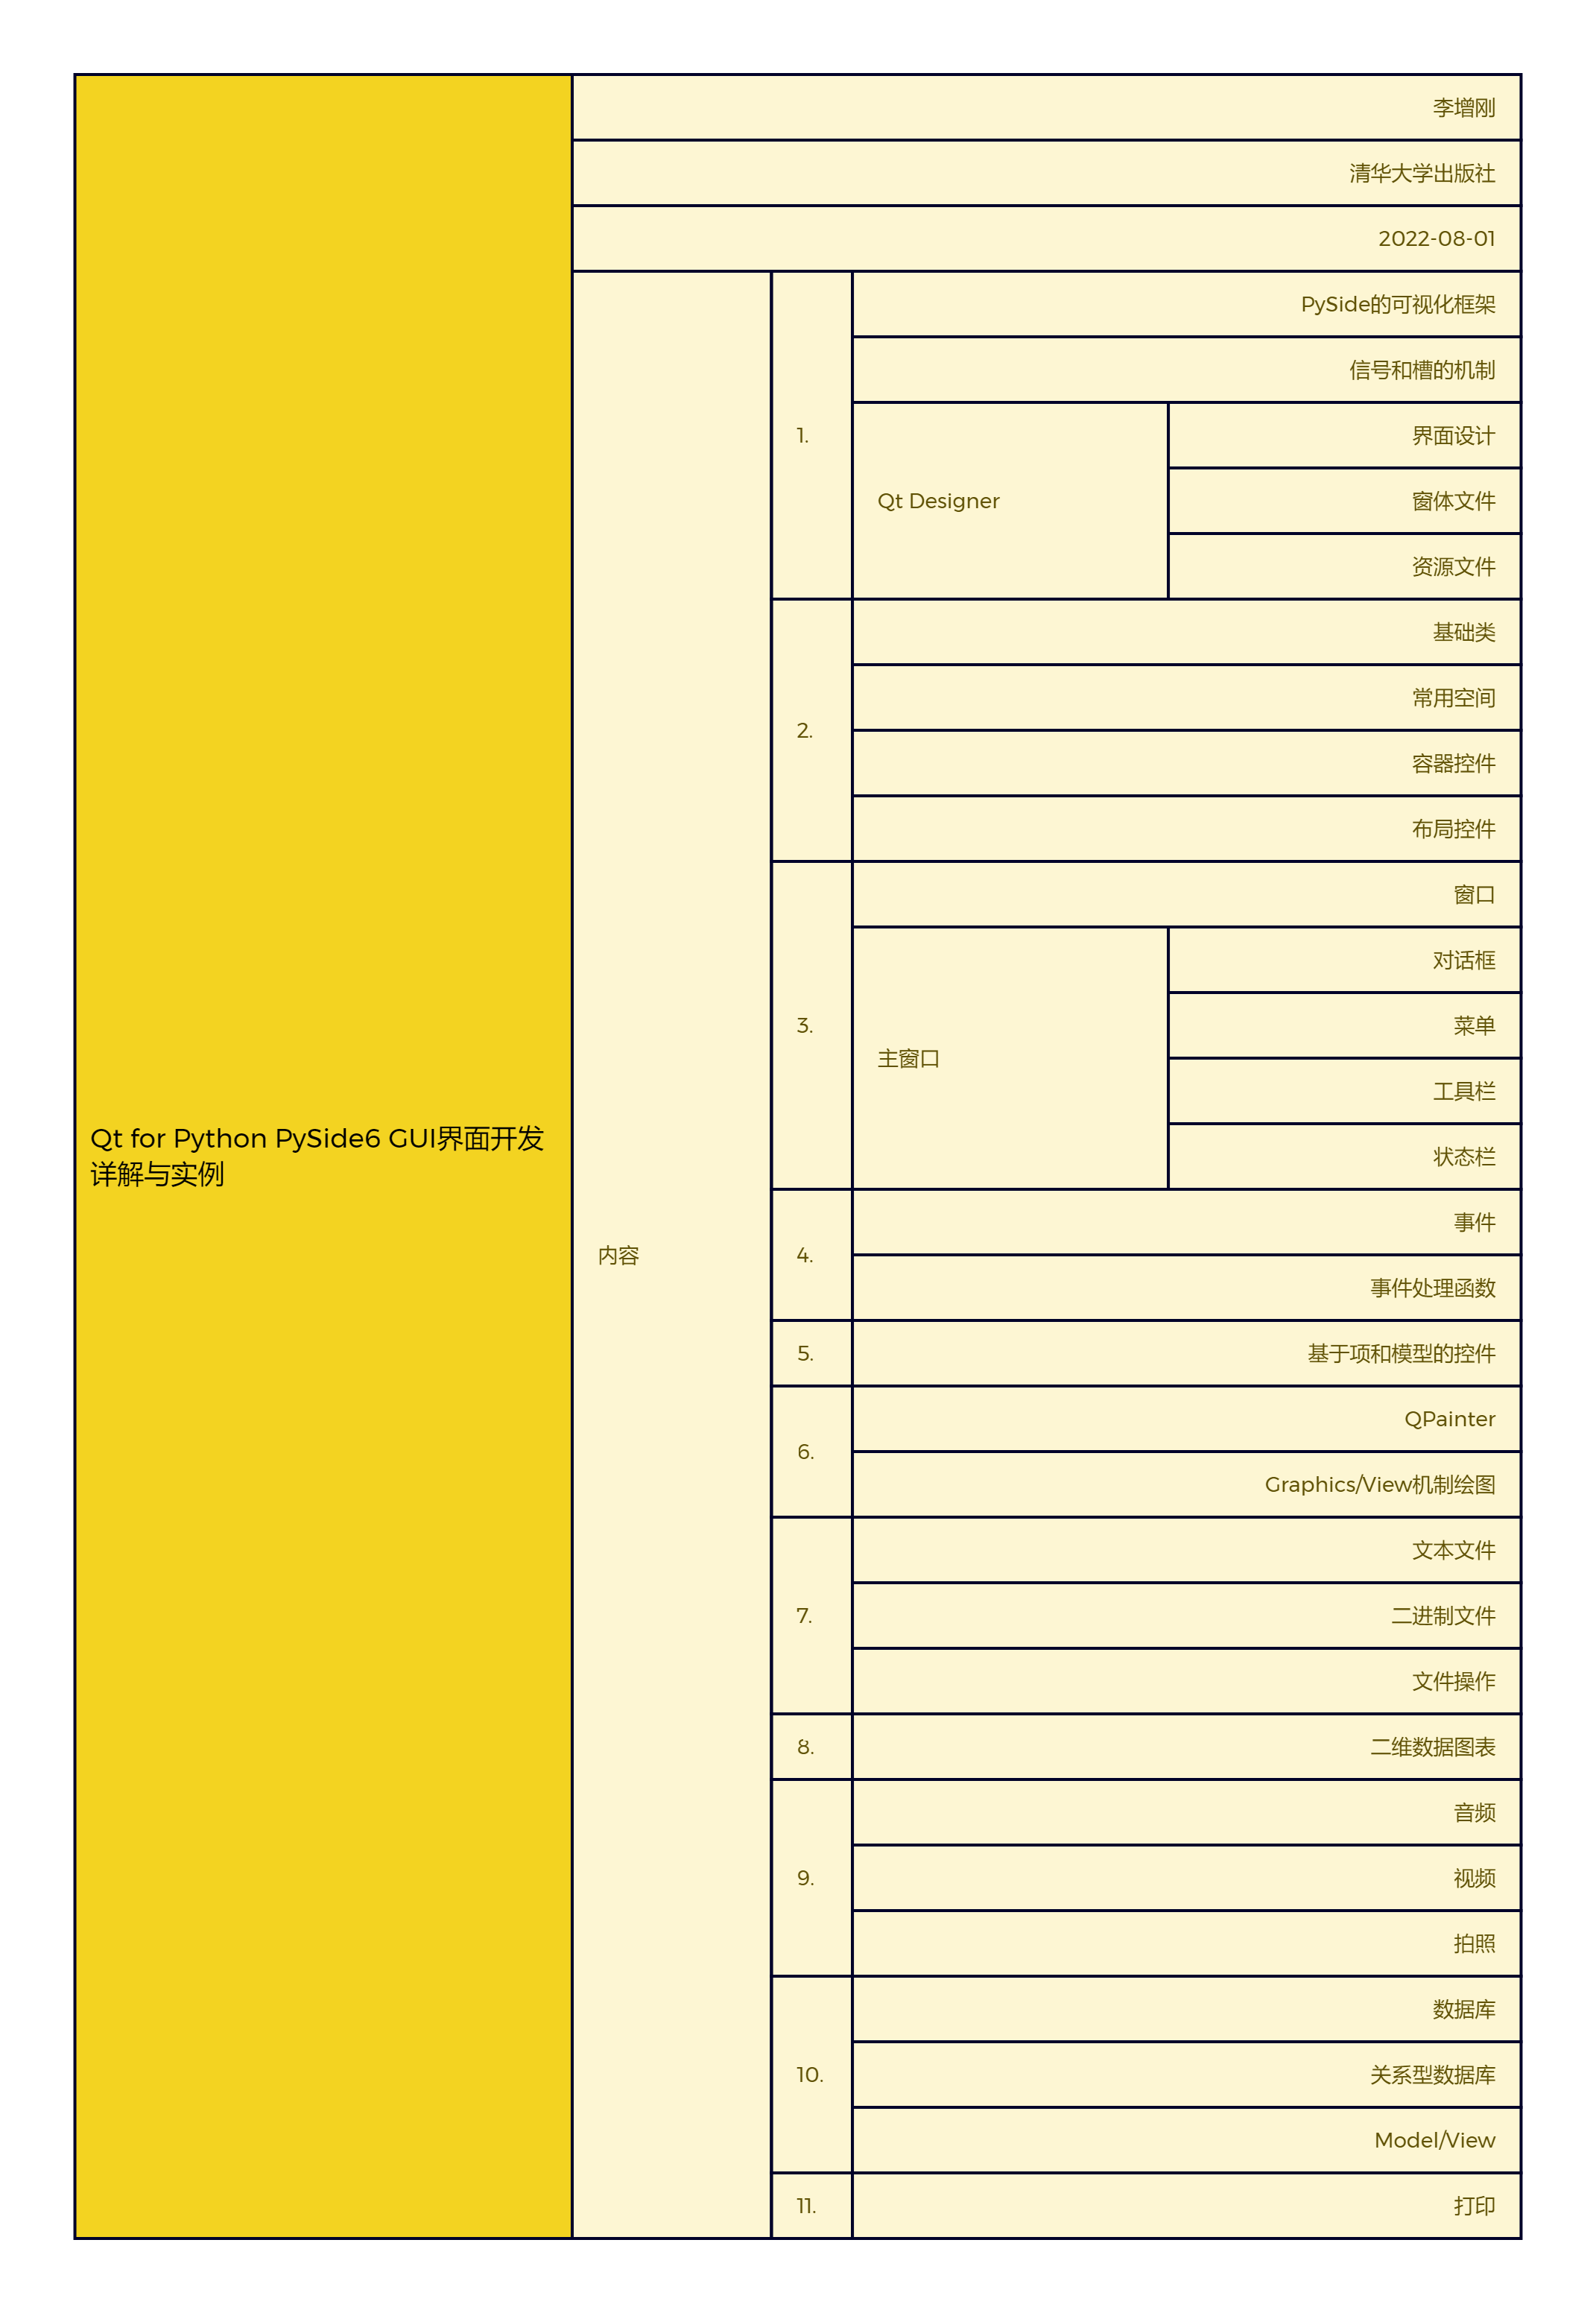 Qt for Python PySide6 GUI界面开发
详解与实例
李增刚
清华大学出版社
2022-08-01
内容
1.
PySide的可视化框架
信号和槽的机制
Qt Designer
界面设计
窗体文件
资源文件
2.
基础类
常用空间
容器控件
布局控件
3.
窗口
主窗口
对话框
菜单
工具栏
状态栏
4.
事件
事件处理函数
5.
基于项和模型的控件
6.
QPainter
Graphics/View机制绘图
7.
文本文件
二进制文件
文件操作
8.
二维数据图表
9.
音频
视频
拍照
10.
数据库
关系型数据库
Model/View
11.
打印